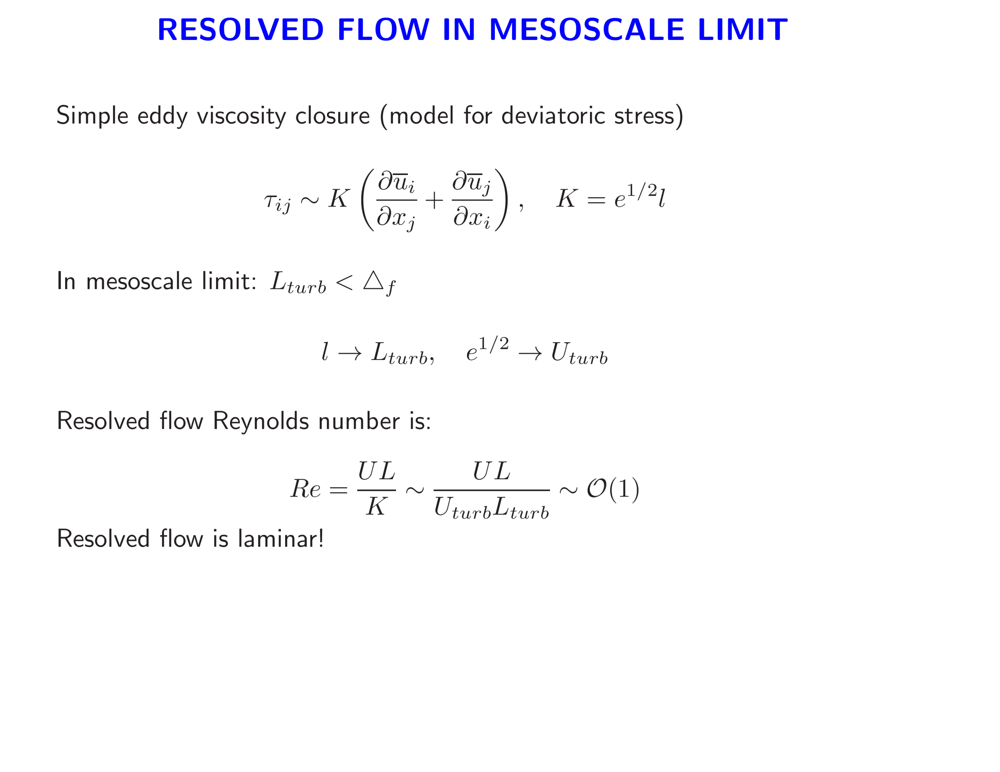 RESOLVED FLOW IN MESOSCALE LIMIT
Simple eddy viscosity closure (model for deviatoric stress)
$\tau_{ij} \sim K \left( \frac{\partial \overline{u}_i}{\partial x_j} + \frac{\partial \overline{u}_j}{\partial x_i} \right), \quad K = e^{1/2} l$
In mesoscale limit: $L_{turb} < \triangle_f$
$l \rightarrow L_{turb}, \quad e^{1/2} \rightarrow U_{turb}$
Resolved flow Reynolds number is:
$Re = \frac{UL}{K} \sim \frac{UL}{U_{turb} L_{turb}} \sim \mathcal{O}(1)$
Resolved flow is laminar!